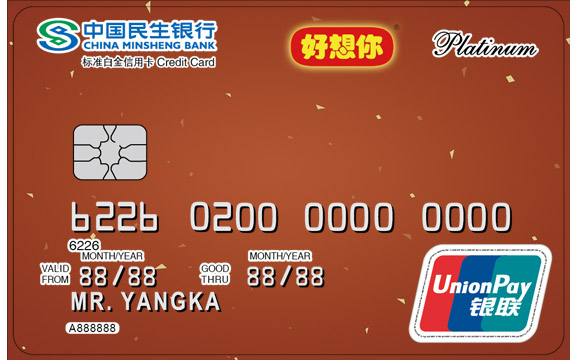 中国民生银行
CHINA MINSHENG BANK
标准白金信用卡 Credit Card
好想你
Platinum
6226 0200 0000 0000
6226
MONTH/YEAR MONTH/YEAR
VALID FROM 88/88 GOOD THRU 88/88
MR. YANGKA
A888888
UnionPay
银联